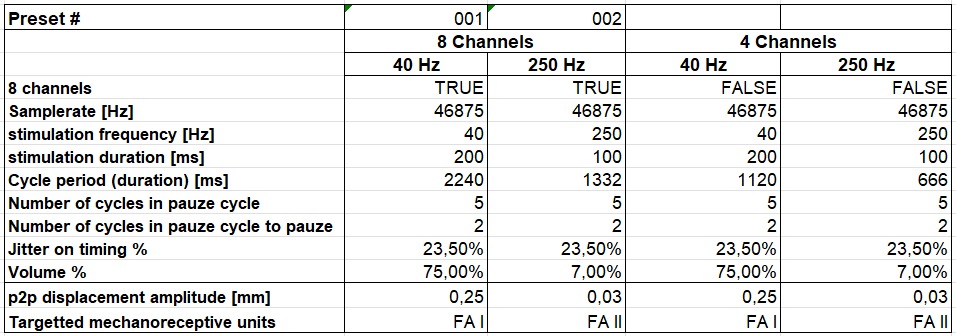 Preset # 001 002
8 Channels 4 Channels
40 Hz 250 Hz 40 Hz 250 Hz
8 channels TRUE TRUE FALSE FALSE
Samplerate [Hz] 46875 46875 46875 46875
stimulation frequency [Hz] 40 250 40 250
stimulation duration [ms] 200 100 200 100
Cycle period (duration) [ms] 2240 1332 1120 666
Number of cycles in pauze cycle 5 5 5 5
Number of cycles in pauze cycle to pauze 2 2 2 2
Jitter on timing % 23,50% 23,50% 23,50% 23,50%
Volume % 75,00% 7,00% 75,00% 7,00%
p2p displacement amplitude [mm] 0,25 0,03 0,25 0,03
Targetted mechanoreceptive units FA I FA II FA I FA II